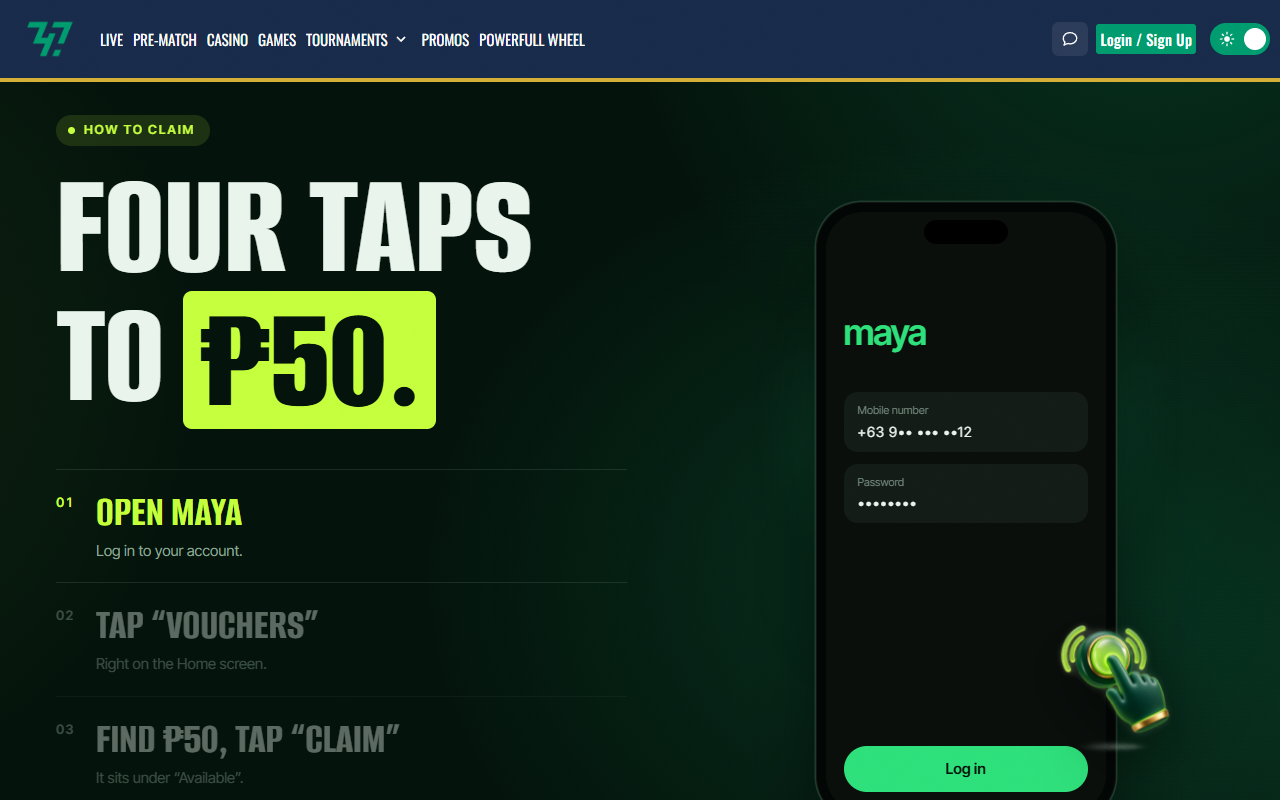 747
LIVE PRE-MATCH CASINO GAMES TOURNAMENTS PROMOS POWERFULL WHEEL
Login / Sign Up
HOW TO CLAIM
FOUR TAPS
TO ₱50.
01
OPEN MAYA
Log in to your account.
02
TAP “VOUCHERS”
Right on the Home screen.
03
FIND ₱50, TAP “CLAIM”
It sits under “Available”.
maya
Mobile number
+63 9•• ••• ••12
Password
••••••••
Log in